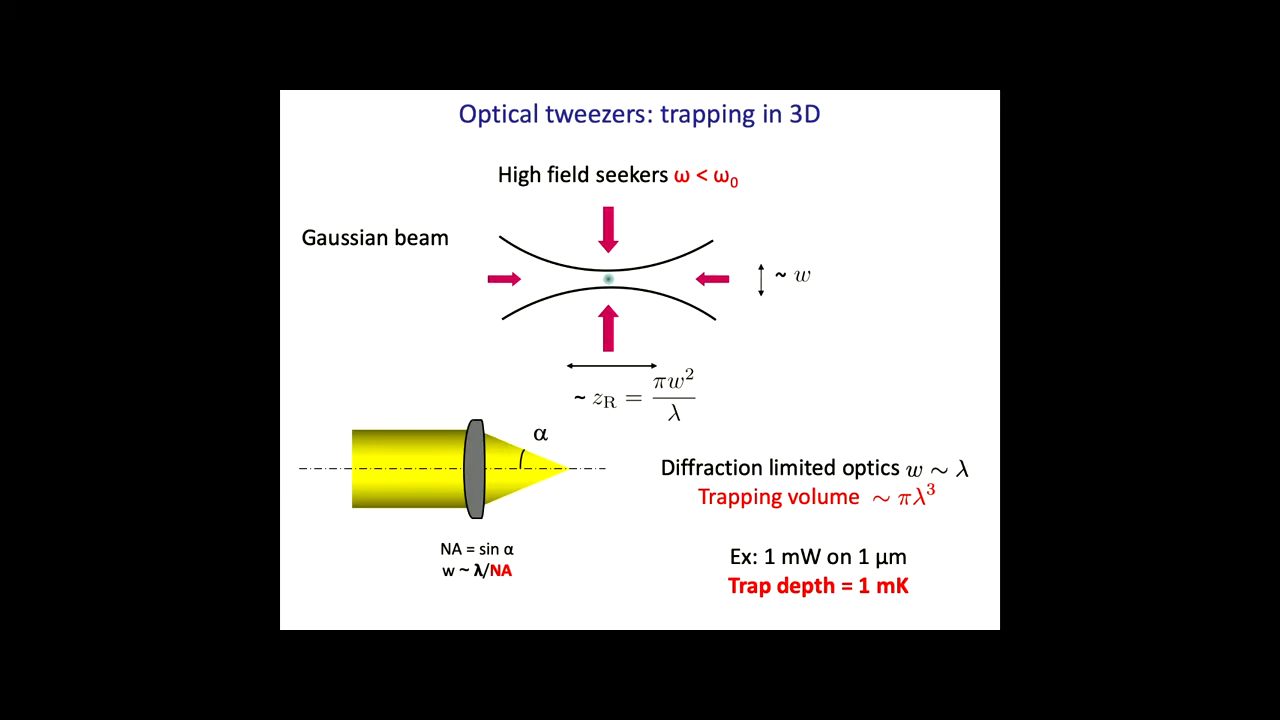 Optical tweezers: trapping in 3D
High field seekers ω < ω₀
Gaussian beam
~ w
~ z_R = πw²/λ
α
Diffraction limited optics w ∼ λ
Trapping volume ∼ πλ³
NA = sin α
w ~ λ/NA
Ex: 1 mW on 1 μm
Trap depth = 1 mK